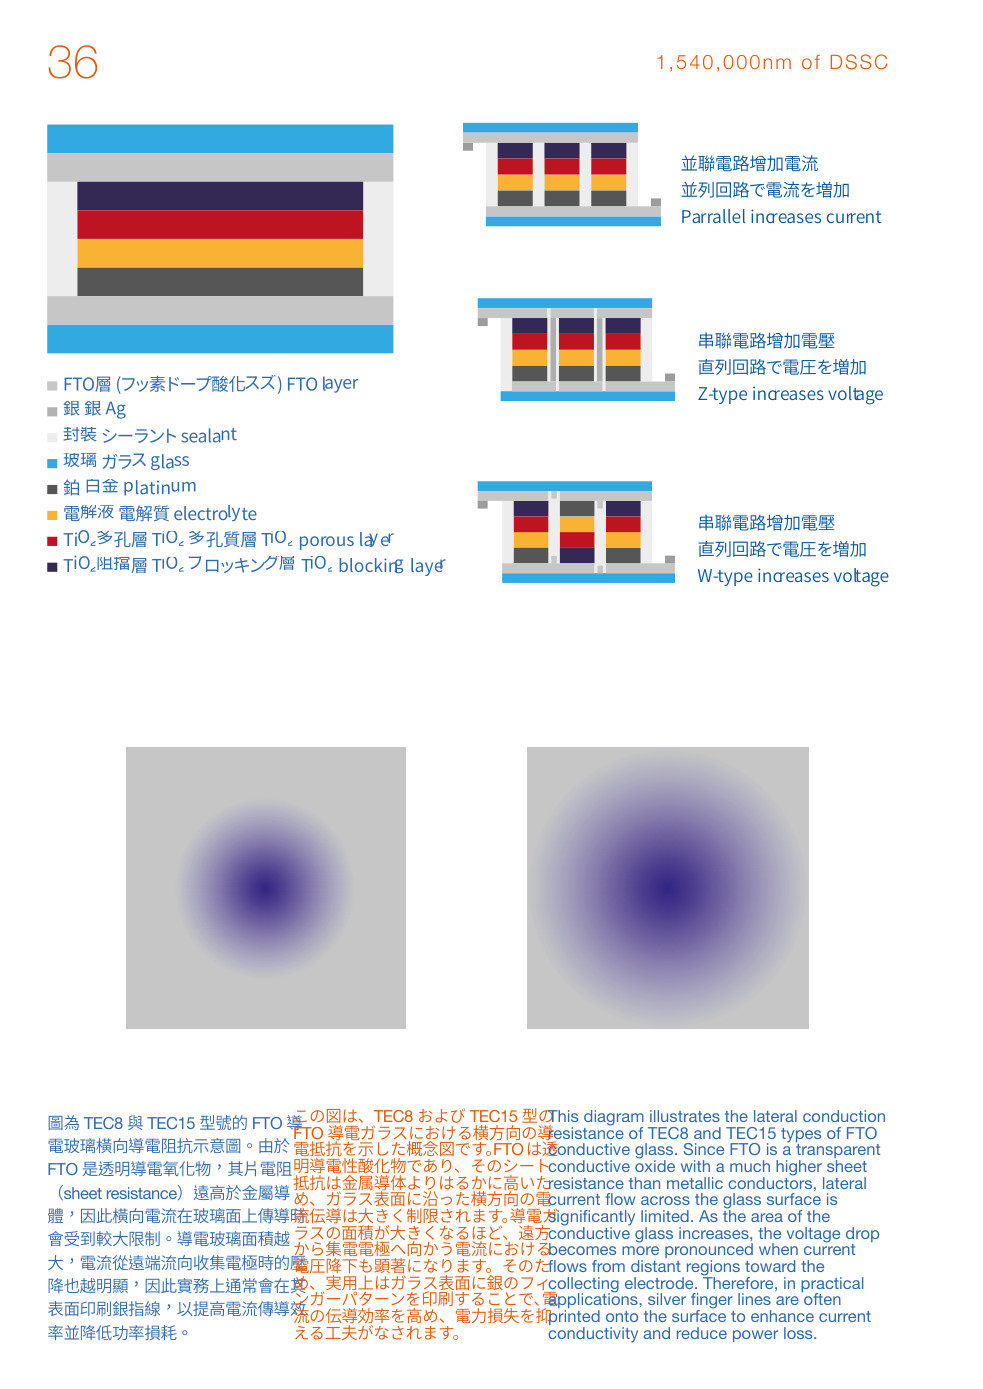 36
1,540,000nm of DSSC
並聯電路增加電流
並列回路で電流を増加
Parrallel increases current
串聯電路增加電壓
直列回路で電圧を増加
Z-type increases voltage
串聯電路增加電壓
直列回路で電圧を増加
W-type increases voltage
FTO層 (フッ素ドープ酸化スズ) FTO layer
銀 銀 Ag
封裝 シーラント sealant
玻璃 ガラス glass
鉑 白金 platinum
電解液 電解質 electrolyte
TiO₂多孔層 TiO₂ 多孔質層 TiO₂ porous layer
TiO₂阻擋層 TiO₂ ブロッキング層 TiO₂ blocking layer
圖為 TEC8 與 TEC15 型號的 FTO 導
電玻璃橫向導電阻抗示意圖。由於
FTO 是透明導電氧化物，其片電阻
（sheet resistance）遠高於金屬導
體，因此橫向電流在玻璃面上傳導時
會受到較大限制。導電玻璃面積越
大，電流從遠端流向收集電極時的壓
降也越明顯，因此實務上通常會在其
表面印刷銀指線，以提高電流傳導效
率並降低功率損耗。
この図は、TEC8 および TEC15 型の
FTO 導電ガラスにおける横方向の導
電抵抗を示した概念図です。FTO は透
明導電性酸化物であり、そのシート
抵抗は金属導体よりはるかに高いた
め、ガラス表面に沿った横方向の電
流伝導は大きく制限されます。導電ガ
ラスの面積が大きくなるほど、遠方
から集電電極へ向かう電流における
電圧降下も顕著になります。そのた
め、実用上はガラス表面に銀のフィ
ンガーパターンを印刷することで、電
流の伝導効率を高め、電力損失を抑
える工夫がなされます。
This diagram illustrates the lateral conduction
resistance of TEC8 and TEC15 types of FTO
conductive glass. Since FTO is a transparent
conductive oxide with a much higher sheet
resistance than metallic conductors, lateral
current flow across the glass surface is
significantly limited. As the area of the
conductive glass increases, the voltage drop
becomes more pronounced when current
flows from distant regions toward the
collecting electrode. Therefore, in practical
applications, silver finger lines are often
printed onto the surface to enhance current
conductivity and reduce power loss.